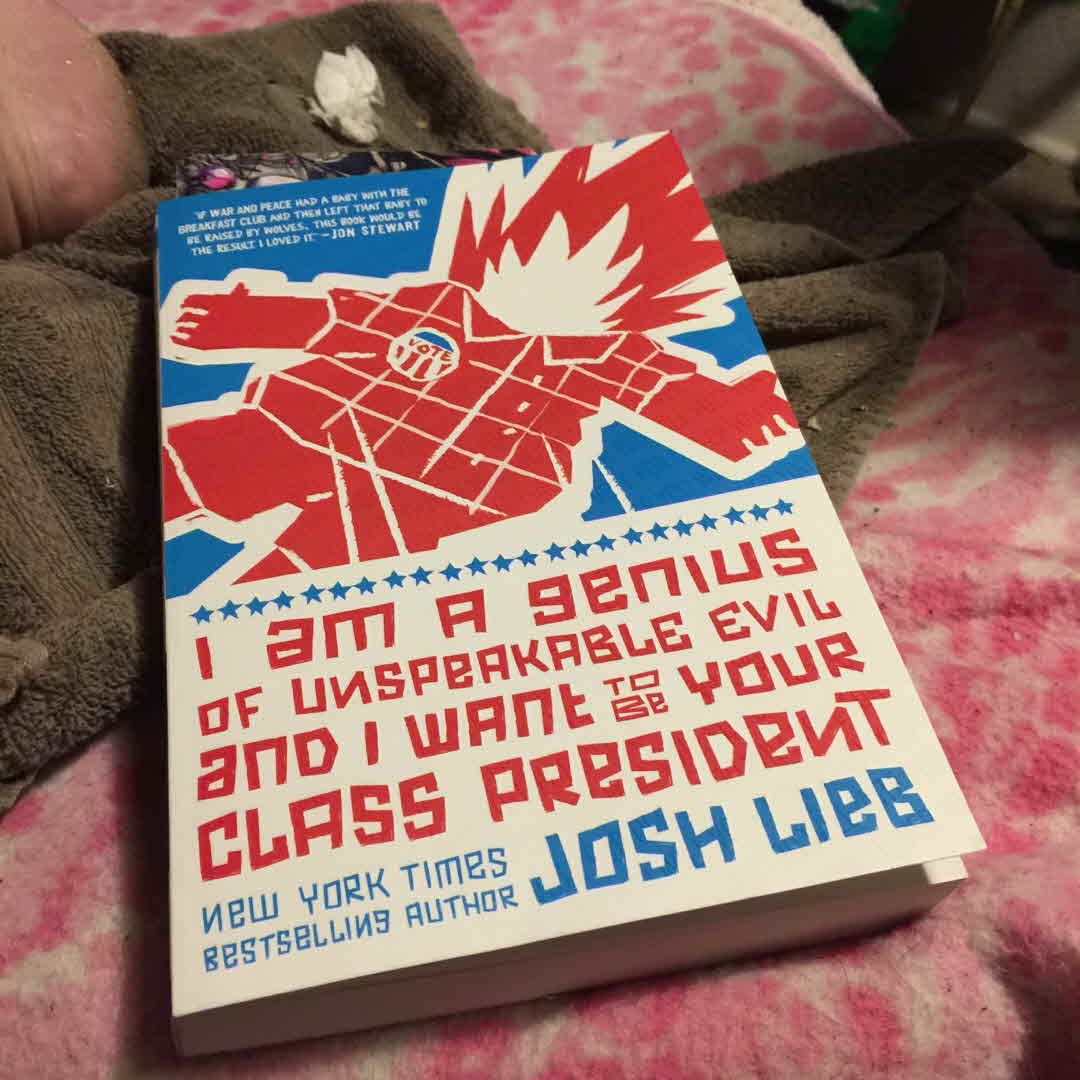 "IF WAR AND PEACE HAD A BABY WITH THE
BREAKFAST CLUB AND THEN LEFT THAT BABY TO
BE RAISED BY WOLVES, THIS BOOK WOULD BE
THE RESULT. I LOVED IT." —JON STEWART
VOTE
I am A genius
OF UNSPeAKABLE EVIL
and I WANt TO Be YOUR
CLASS PRESIDeNT
NeW YORK TIMeS
BeSTSeLLINg AUTHOR JOSH LIeB